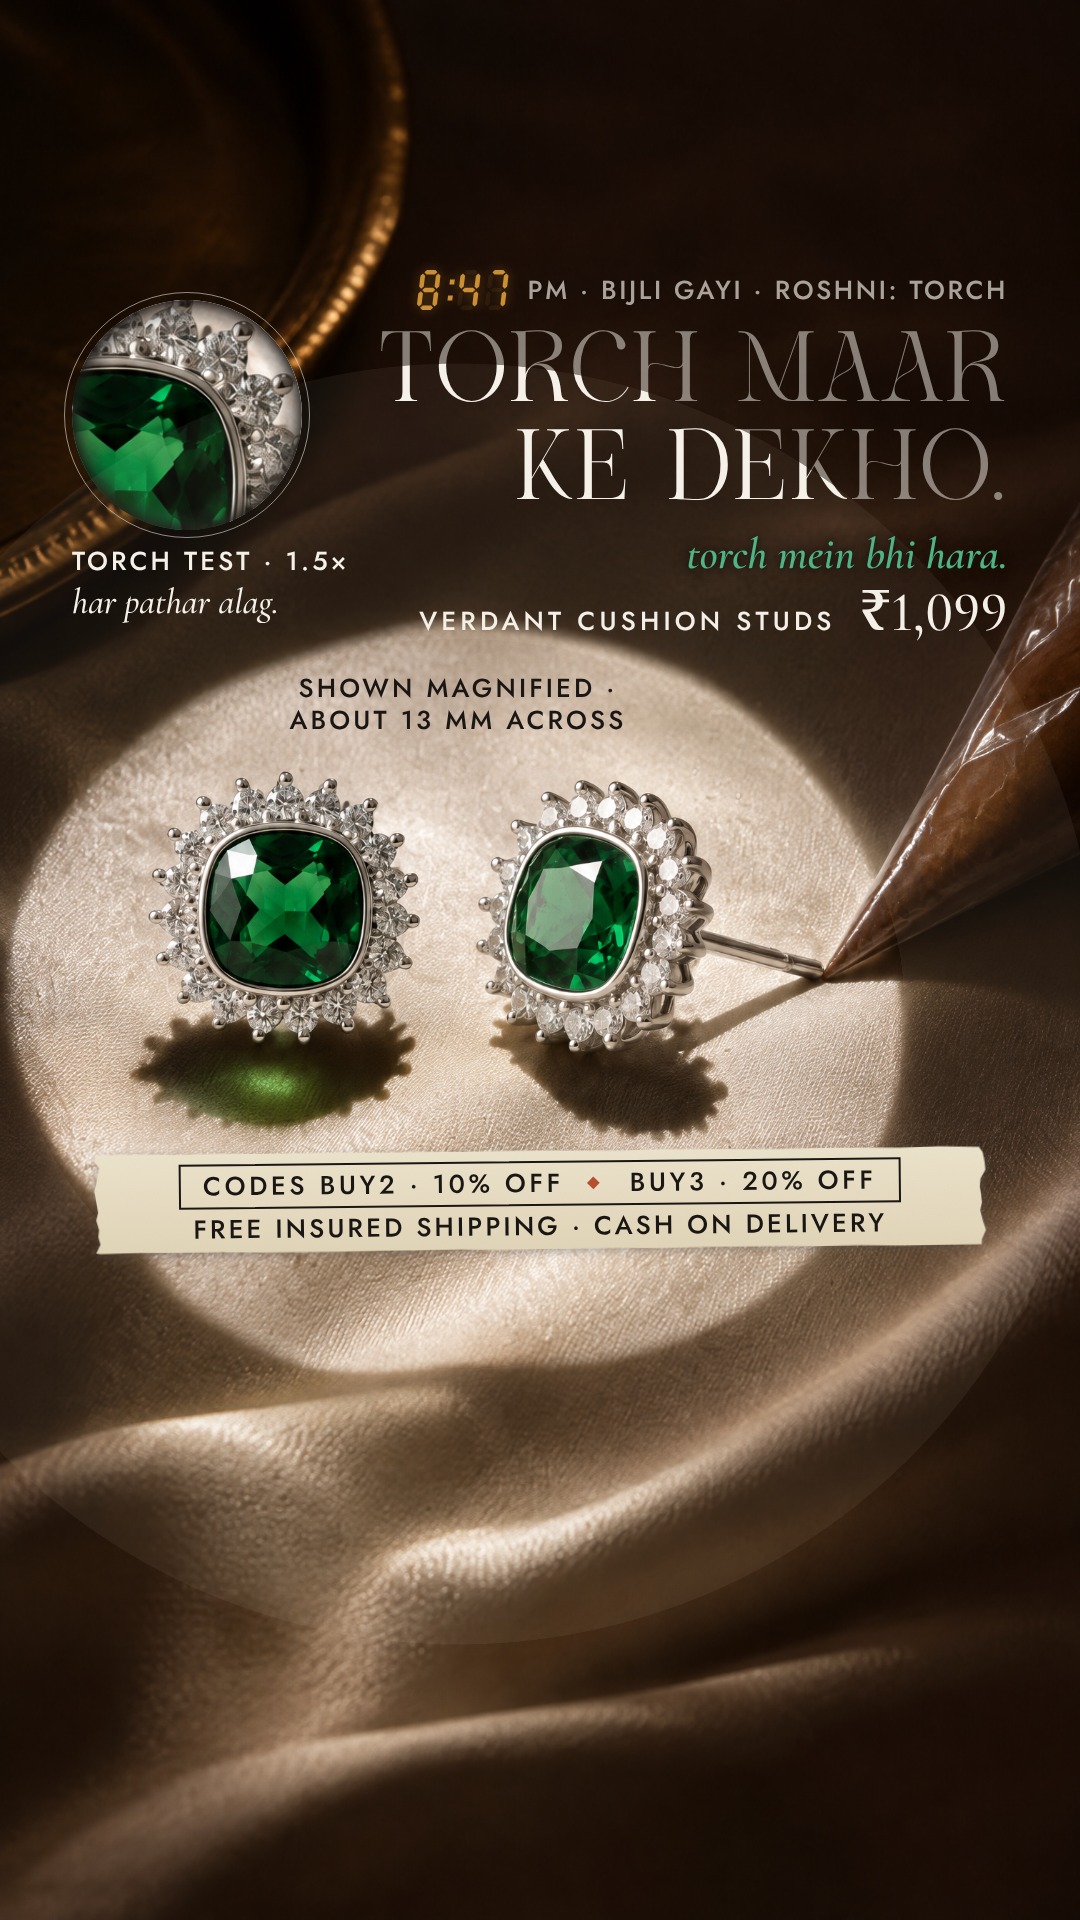 8:47 PM · BIJLI GAYI · ROSHNI: TORCH
TORCH MAAR
KE DEKHO.
torch mein bhi hara.
VERDANT CUSHION STUDS ₹1,099
TORCH TEST · 1.5×
har pathar alag.
SHOWN MAGNIFIED ·
ABOUT 13 MM ACROSS
CODES BUY2 · 10% OFF ◆ BUY3 · 20% OFF
FREE INSURED SHIPPING · CASH ON DELIVERY